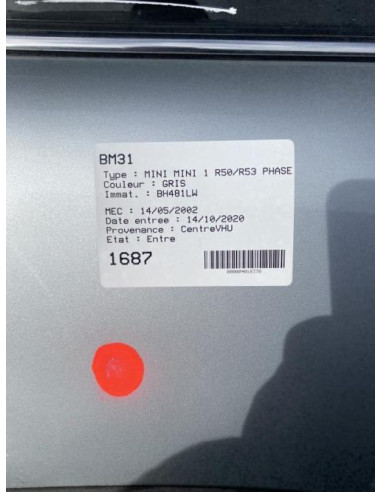 BM31
Type : MINI MINI 1 R50/R53 PHASE
Couleur : GRIS
Immat. : BH481LW
MEC : 14/05/2002
Date entree : 14/10/2020
Provenance : CentreVHU
Etat : Entre
1687